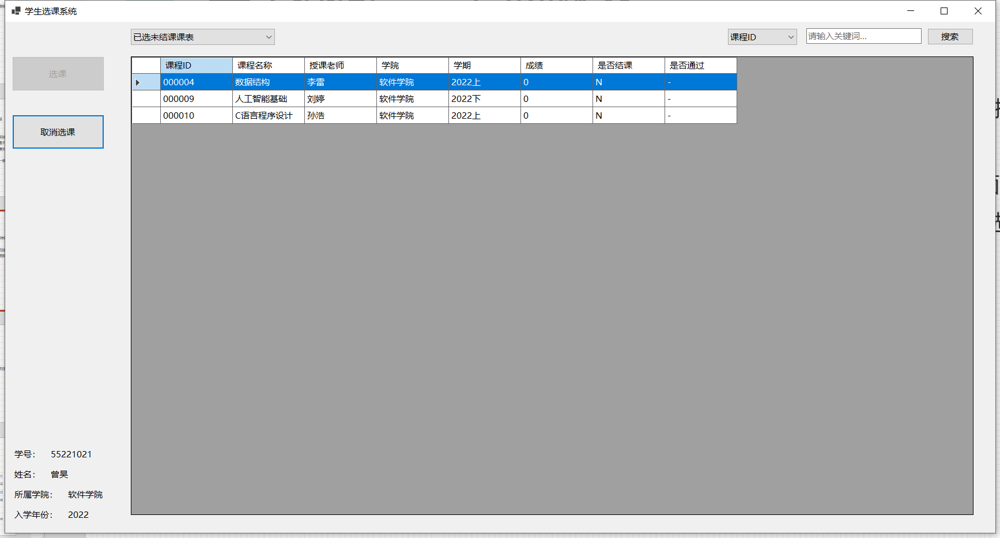 学生选课系统
已选未结课课表
课程ID
请输入关键词...
搜索
选课
取消选课
课程ID 课程名称 授课老师 学院 学期 成绩 是否结课 是否通过
000004 数据结构 李雷 软件学院 2022上 0 N -
000009 人工智能基础 刘婷 软件学院 2022下 0 N -
000010 C语言程序设计 孙浩 软件学院 2022上 0 N -
学号： 55221021
姓名： 曾昊
所属学院： 软件学院
入学年份： 2022